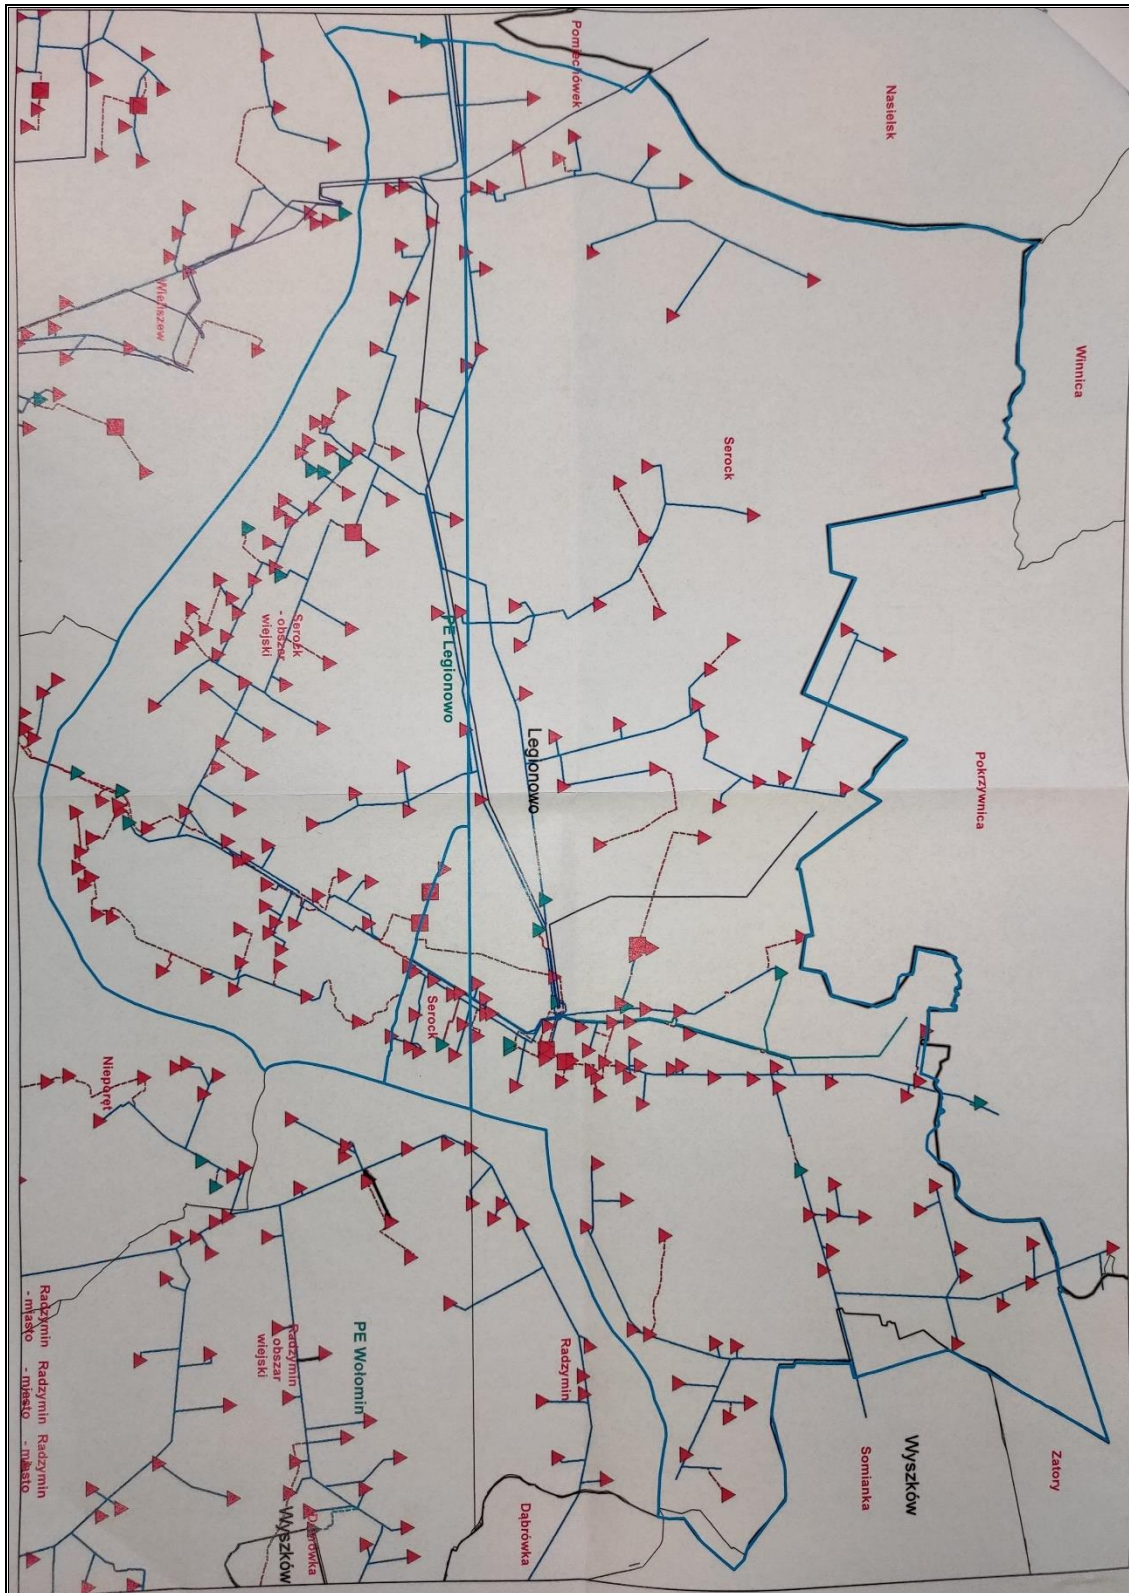 Winnica
Zatory
Pokrzywnica
Wyszków
Nasielsk
Somianka
Serock
Pomiechówek
Radzymin
Legionowo
Dąbrówka
PE Legionowo
Serock
PE Wołomin
Serock
- obszar
wiejski
Radzymin
obszar
wiejski
Dąbrówka
Wyszków
Wieliszew
Nieporęt
Radzymin Radzymin Radzymin
- miasto - miasto - miasto